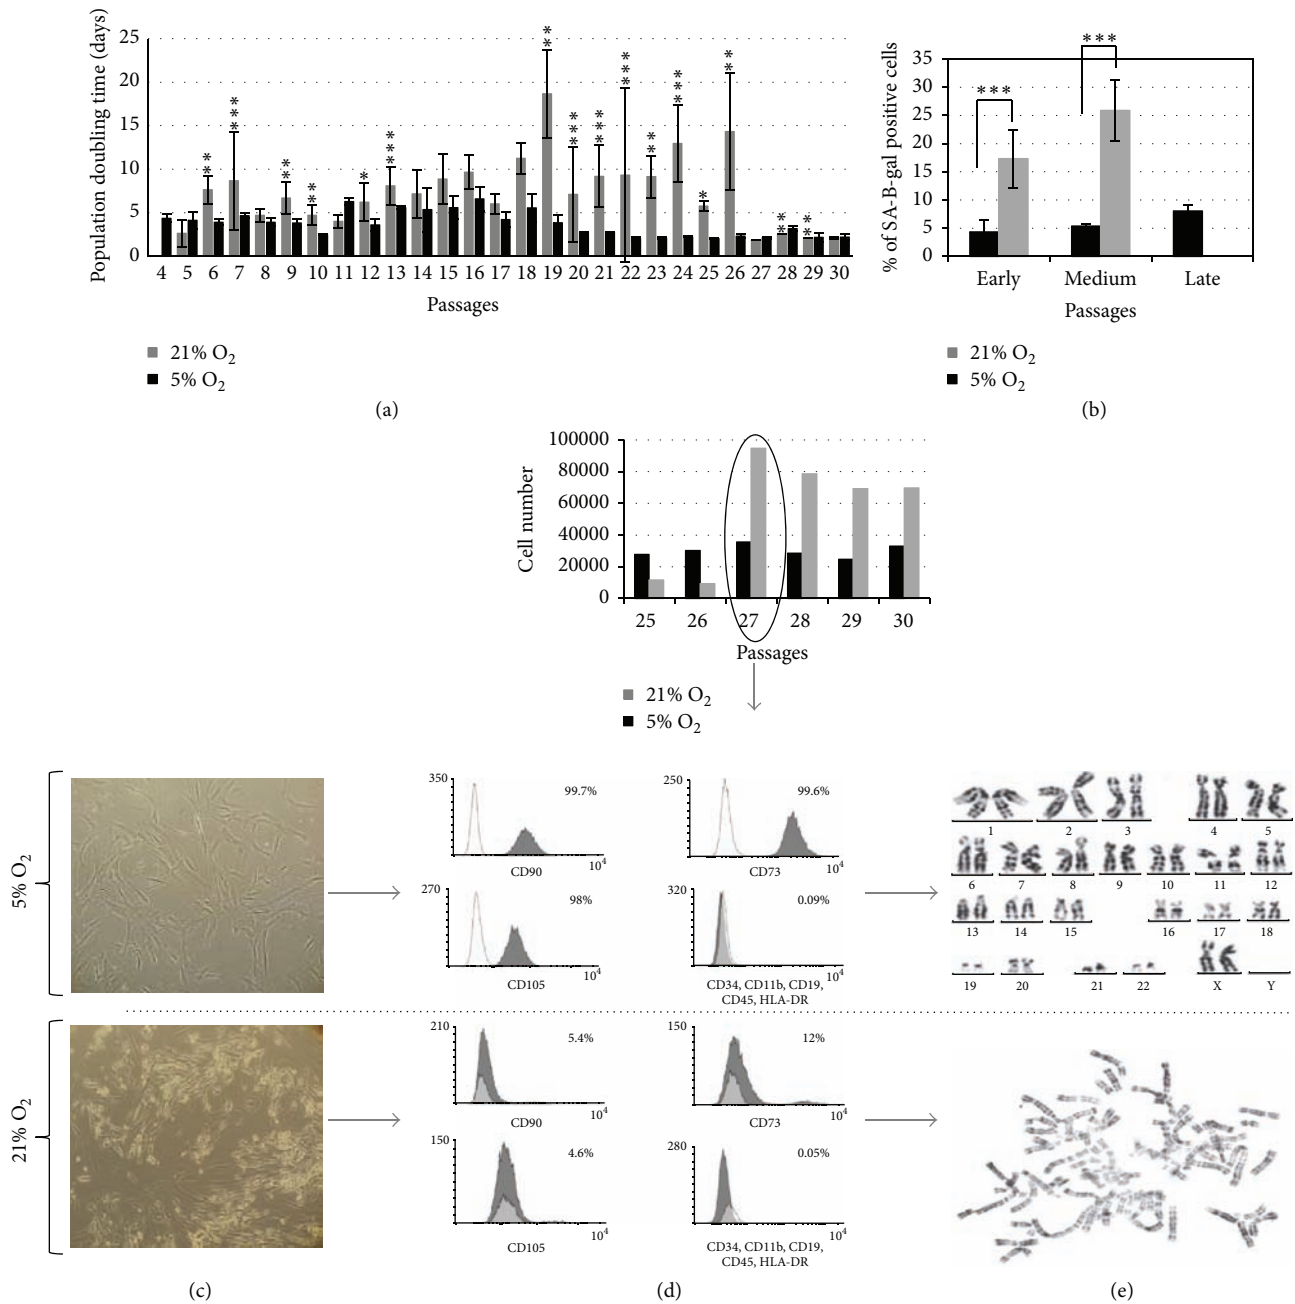 Population doubling time (days)
25
20
15
10
5
0
** *** ** ** * *** ** *** *** *** ** *** * ** ** **
4 5 6 7 8 9 10 11 12 13 14 15 16 17 18 19 20 21 22 23 24 25 26 27 28 29 30
Passages
21% O2
5% O2
(a)
% of SA-B-gal positive cells
35
30
25
20
15
10
5
0
*** ***
Early Medium Late
Passages
21% O2
5% O2
(b)
Cell number
100000
80000
60000
40000
20000
0
25 26 27 28 29 30
Passages
21% O2
5% O2
5% O2
350
99.7%
10^4
CD90
250
99.6%
10^4
CD73
270
98%
10^4
CD105
320
0.09%
10^4
CD34, CD11b, CD19,
CD45, HLA-DR
1 2 3 4 5
6 7 8 9 10 11 12
13 14 15 16 17 18
19 20 21 22 X Y
21% O2
210
5.4%
10^4
CD90
150
12%
10^4
CD73
150
4.6%
10^4
CD105
280
0.05%
10^4
CD34, CD11b, CD19,
CD45, HLA-DR
(c) (d) (e)